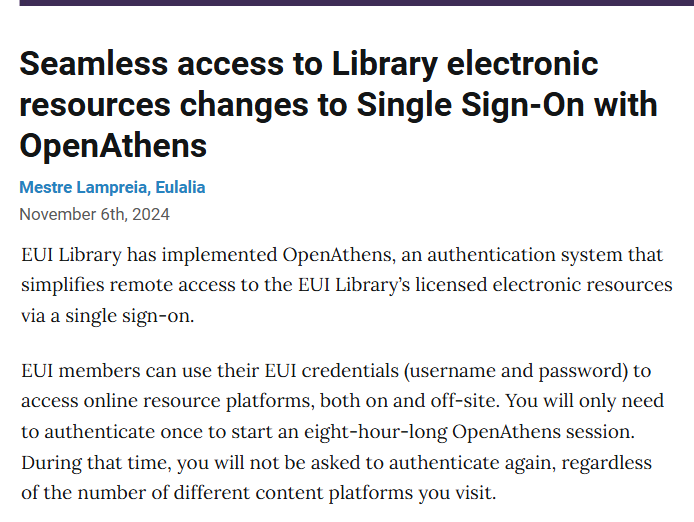 Seamless access to Library electronic
resources changes to Single Sign-On with
OpenAthens
Mestre Lampreia, Eulalia
November 6th, 2024
EUI Library has implemented OpenAthens, an authentication system that
simplifies remote access to the EUI Library’s licensed electronic resources
via a single sign-on.
EUI members can use their EUI credentials (username and password) to
access online resource platforms, both on and off-site. You will only need
to authenticate once to start an eight-hour-long OpenAthens session.
During that time, you will not be asked to authenticate again, regardless
of the number of different content platforms you visit.